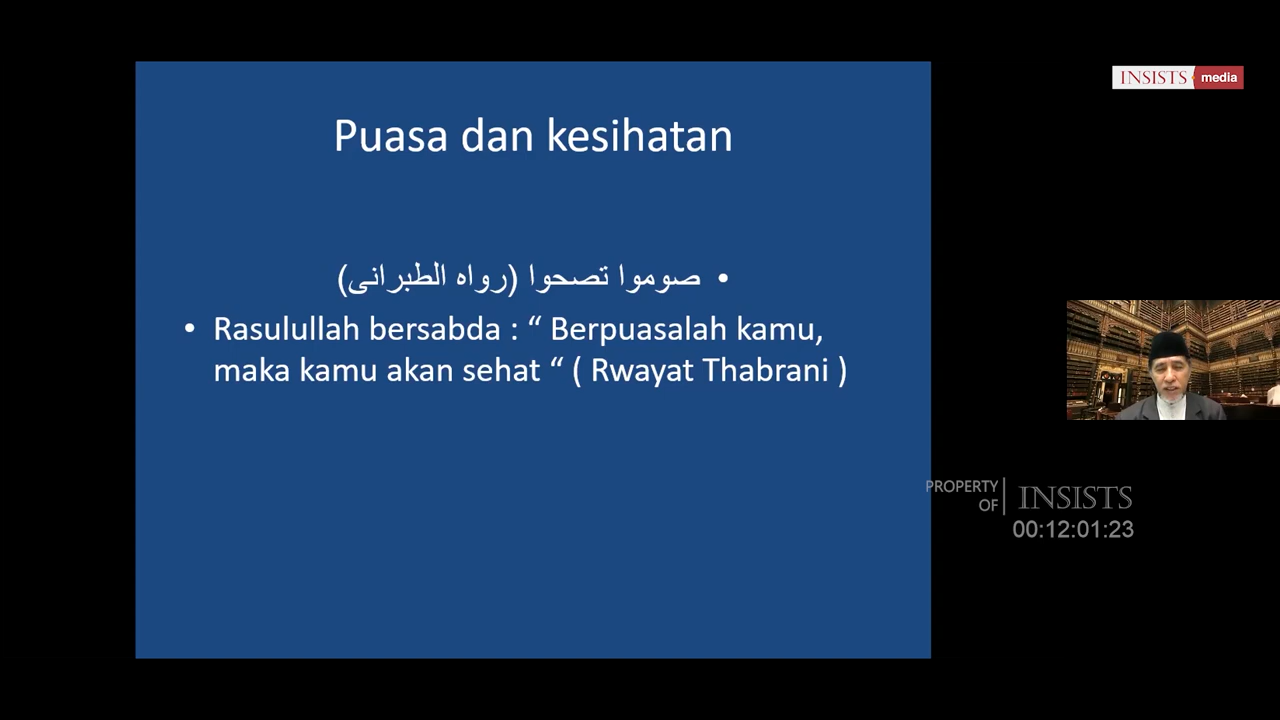 INSISTS media
Puasa dan kesihatan
• صوموا تصحوا (رواه الطبرانى)
• Rasulullah bersabda : “ Berpuasalah kamu,
maka kamu akan sehat “ ( Rwayat Thabrani )
PROPERTY
OF
INSISTS
00:12:01:23